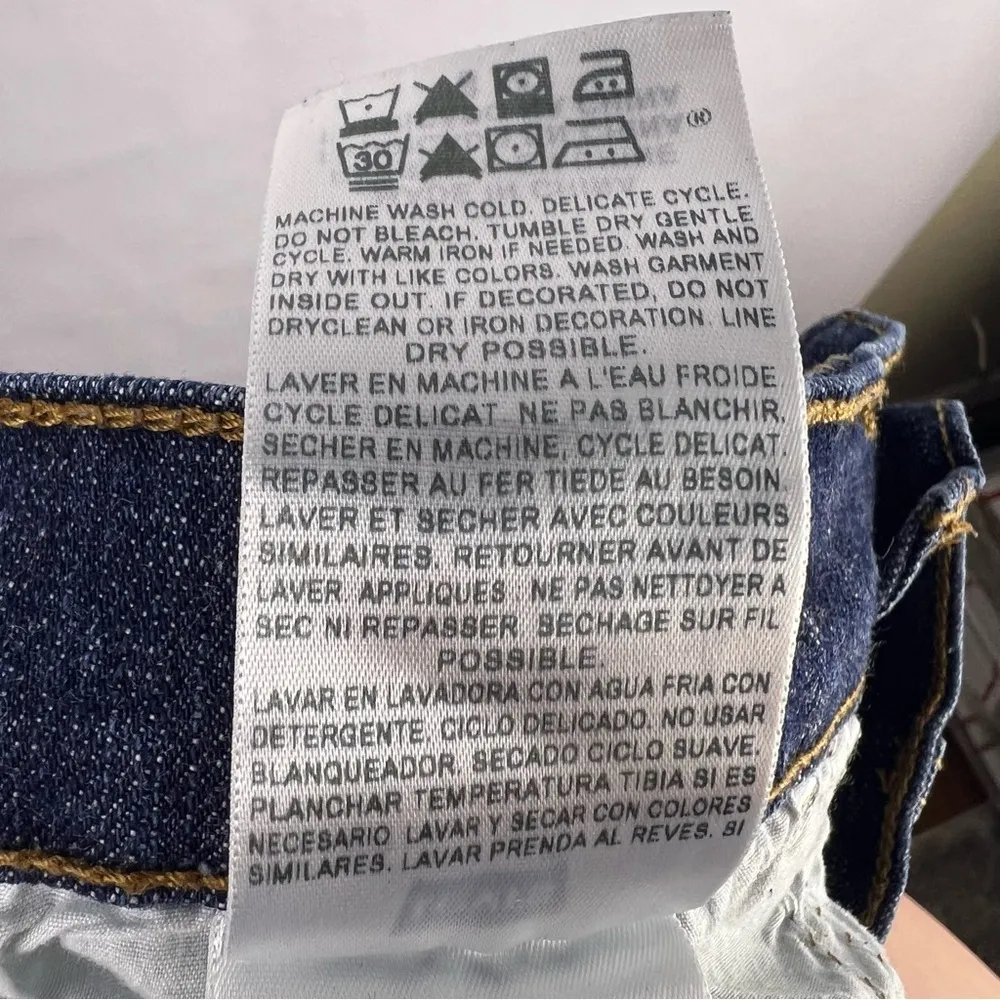 30
®
MACHINE WASH COLD, DELICATE CYCLE.
DO NOT BLEACH, TUMBLE DRY GENTLE
CYCLE. WARM IRON IF NEEDED. WASH AND
DRY WITH LIKE COLORS. WASH GARMENT
INSIDE OUT. IF DECORATED, DO NOT
DRYCLEAN OR IRON DECORATION. LINE
DRY POSSIBLE.
LAVER EN MACHINE A L'EAU FROIDE
CYCLE DELICAT. NE PAS BLANCHIR,
SECHER EN MACHINE, CYCLE DELICAT.
REPASSER AU FER TIEDE AU BESOIN.
LAVER ET SECHER AVEC COULEURS
SIMILAIRES. RETOURNER AVANT DE
LAVER. APPLIQUES: NE PAS NETTOYER A
SEC NI REPASSER. SECHAGE SUR FIL
POSSIBLE.
LAVAR EN LAVADORA CON AGUA FRIA CON
DETERGENTE. CICLO DELICADO. NO USAR
BLANQUEADOR. SECADO CICLO SUAVE.
PLANCHAR TEMPERATURA TIBIA SI ES
NECESARIO. LAVAR Y SECAR CON COLORES
SIMILARES. LAVAR PRENDA AL REVES. SI